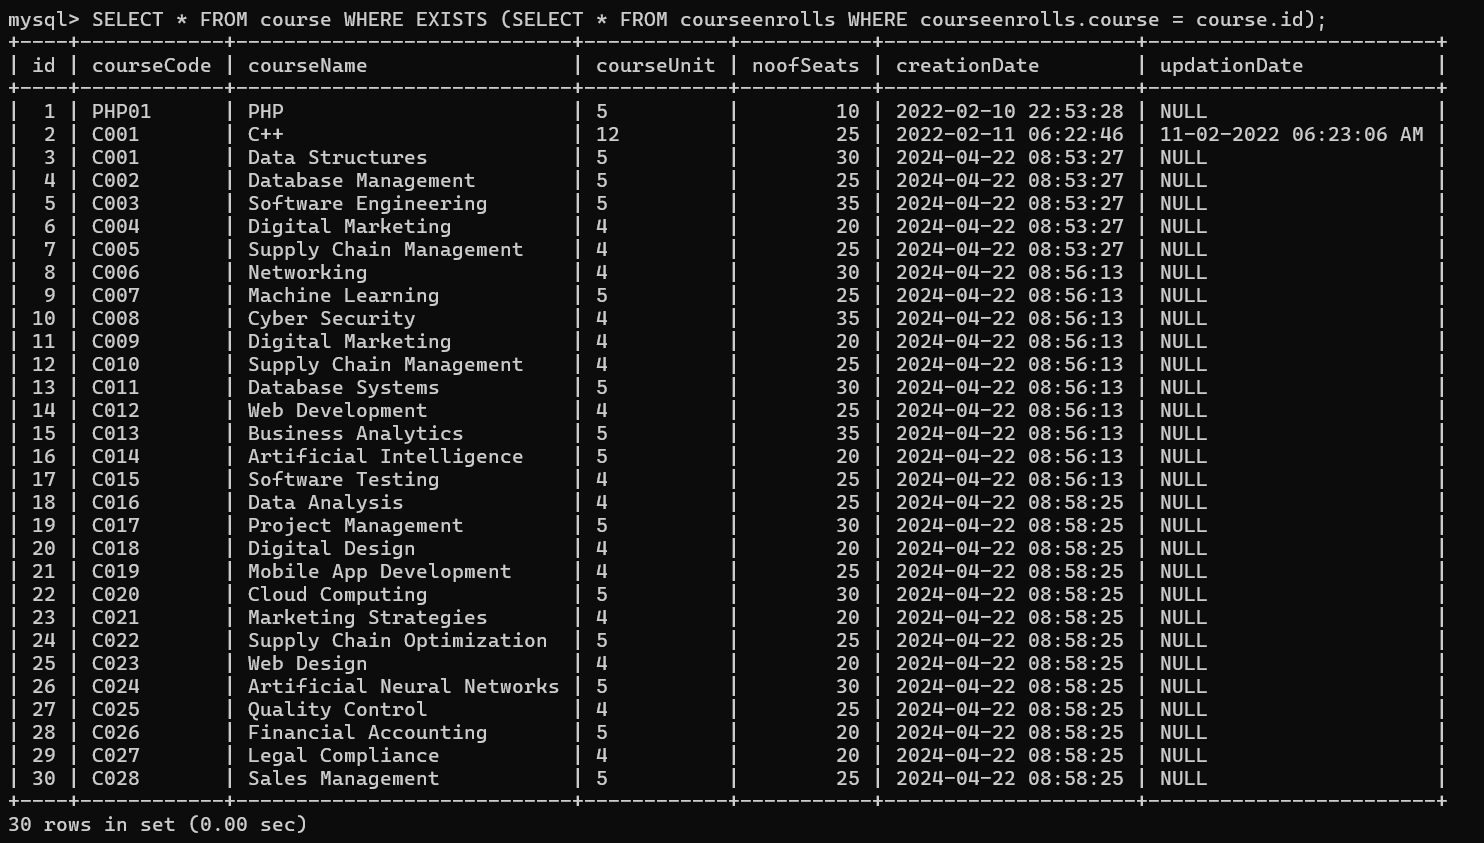 mysql> SELECT * FROM course WHERE EXISTS (SELECT * FROM courseenrolls WHERE courseenrolls.course = course.id);
+----+------------+-----------------------------+------------+-----------+---------------------+------------------------+
| id | courseCode | courseName                  | courseUnit | noofSeats | creationDate        | updationDate           |
+----+------------+-----------------------------+------------+-----------+---------------------+------------------------+
|  1 | PHP01      | PHP                         | 5          |        10 | 2022-02-10 22:53:28 | NULL                   |
|  2 | C001       | C++                         | 12         |        25 | 2022-02-11 06:22:46 | 11-02-2022 06:23:06 AM |
|  3 | C001       | Data Structures             | 5          |        30 | 2024-04-22 08:53:27 | NULL                   |
|  4 | C002       | Database Management         | 5          |        25 | 2024-04-22 08:53:27 | NULL                   |
|  5 | C003       | Software Engineering        | 5          |        35 | 2024-04-22 08:53:27 | NULL                   |
|  6 | C004       | Digital Marketing           | 4          |        20 | 2024-04-22 08:53:27 | NULL                   |
|  7 | C005       | Supply Chain Management     | 4          |        25 | 2024-04-22 08:53:27 | NULL                   |
|  8 | C006       | Networking                  | 4          |        30 | 2024-04-22 08:56:13 | NULL                   |
|  9 | C007       | Machine Learning            | 5          |        25 | 2024-04-22 08:56:13 | NULL                   |
| 10 | C008       | Cyber Security              | 4          |        35 | 2024-04-22 08:56:13 | NULL                   |
| 11 | C009       | Digital Marketing           | 4          |        20 | 2024-04-22 08:56:13 | NULL                   |
| 12 | C010       | Supply Chain Management     | 4          |        25 | 2024-04-22 08:56:13 | NULL                   |
| 13 | C011       | Database Systems            | 5          |        30 | 2024-04-22 08:56:13 | NULL                   |
| 14 | C012       | Web Development             | 4          |        25 | 2024-04-22 08:56:13 | NULL                   |
| 15 | C013       | Business Analytics          | 5          |        35 | 2024-04-22 08:56:13 | NULL                   |
| 16 | C014       | Artificial Intelligence     | 5          |        20 | 2024-04-22 08:56:13 | NULL                   |
| 17 | C015       | Software Testing            | 4          |        25 | 2024-04-22 08:56:13 | NULL                   |
| 18 | C016       | Data Analysis               | 4          |        25 | 2024-04-22 08:58:25 | NULL                   |
| 19 | C017       | Project Management          | 5          |        30 | 2024-04-22 08:58:25 | NULL                   |
| 20 | C018       | Digital Design              | 4          |        20 | 2024-04-22 08:58:25 | NULL                   |
| 21 | C019       | Mobile App Development      | 4          |        25 | 2024-04-22 08:58:25 | NULL                   |
| 22 | C020       | Cloud Computing             | 5          |        30 | 2024-04-22 08:58:25 | NULL                   |
| 23 | C021       | Marketing Strategies        | 4          |        20 | 2024-04-22 08:58:25 | NULL                   |
| 24 | C022       | Supply Chain Optimization   | 5          |        25 | 2024-04-22 08:58:25 | NULL                   |
| 25 | C023       | Web Design                  | 4          |        20 | 2024-04-22 08:58:25 | NULL                   |
| 26 | C024       | Artificial Neural Networks  | 5          |        30 | 2024-04-22 08:58:25 | NULL                   |
| 27 | C025       | Quality Control             | 4          |        25 | 2024-04-22 08:58:25 | NULL                   |
| 28 | C026       | Financial Accounting        | 5          |        20 | 2024-04-22 08:58:25 | NULL                   |
| 29 | C027       | Legal Compliance            | 4          |        20 | 2024-04-22 08:58:25 | NULL                   |
| 30 | C028       | Sales Management            | 5          |        25 | 2024-04-22 08:58:25 | NULL                   |
+----+------------+-----------------------------+------------+-----------+---------------------+------------------------+
30 rows in set (0.00 sec)